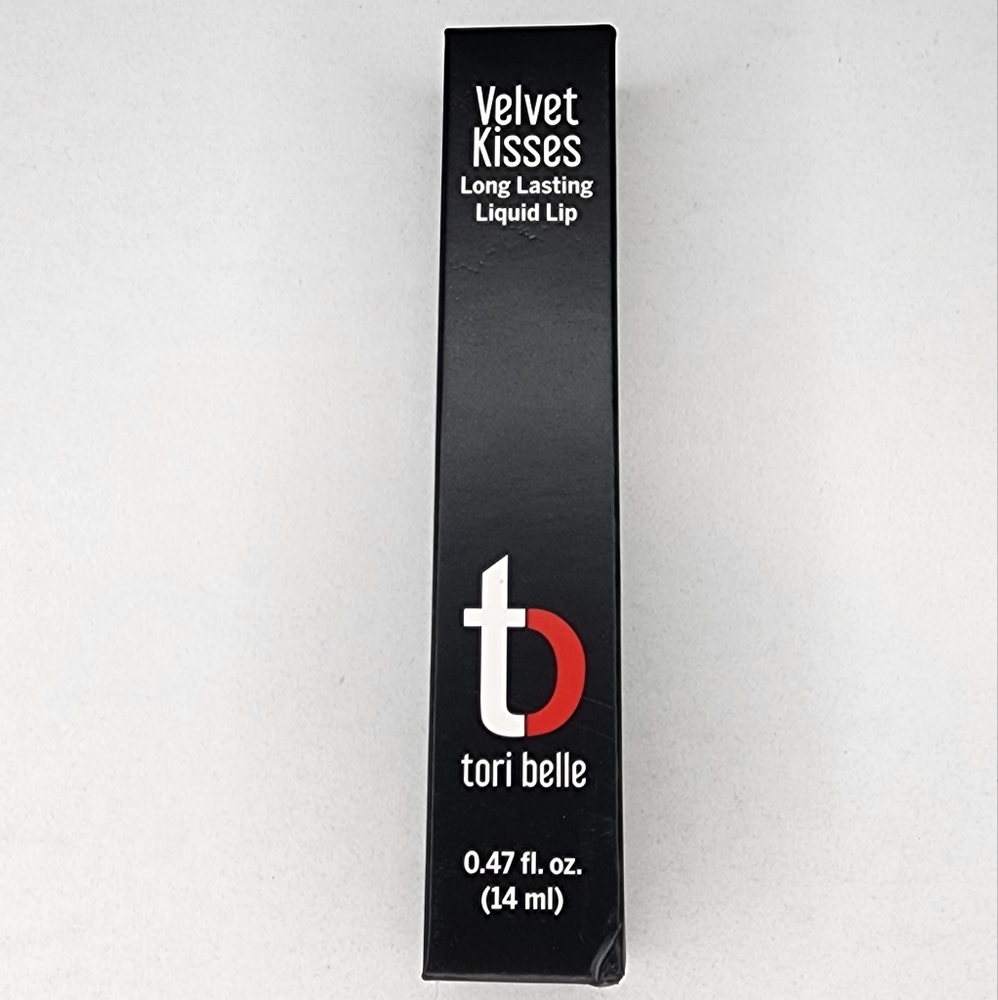 Velvet
Kisses
Long Lasting
Liquid Lip
tb
tori belle
0.47 fl. oz.
(14 ml)